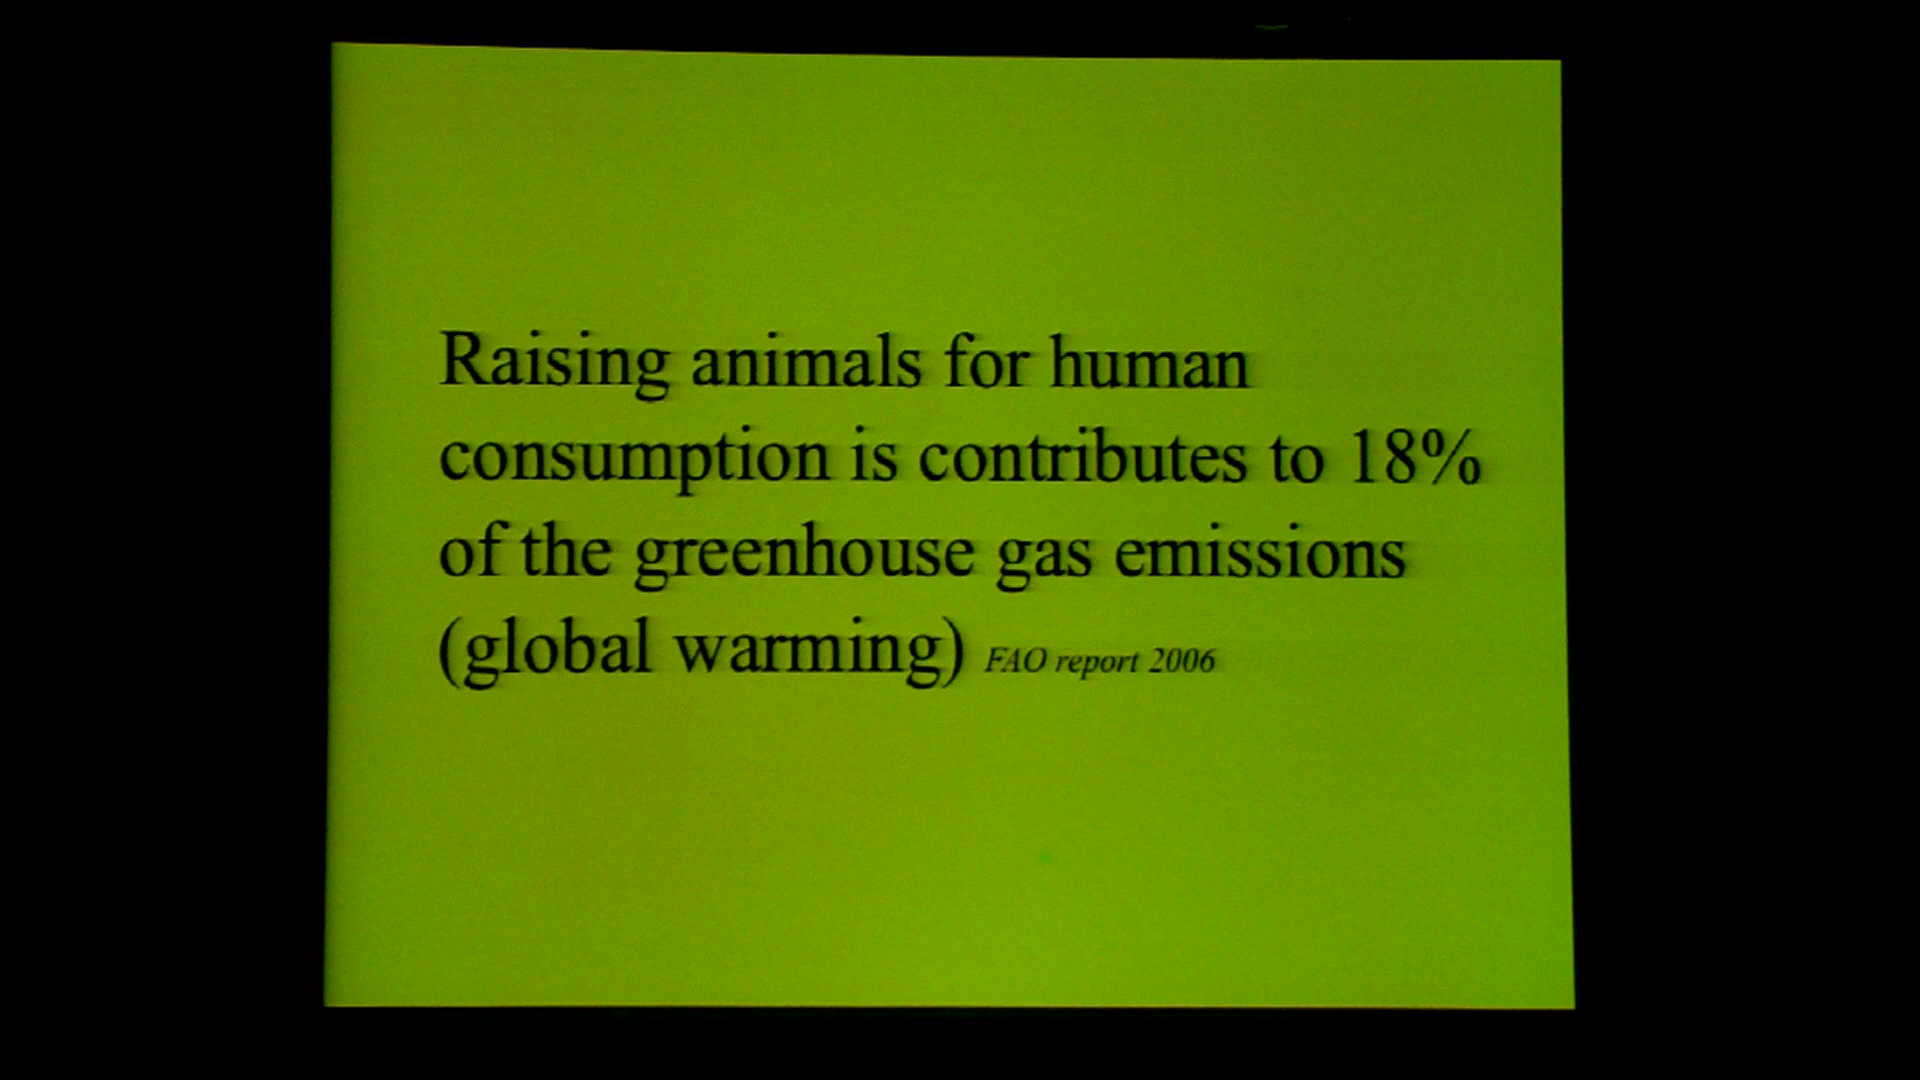 Raising animals for human
consumption is contributes to 18%
of the greenhouse gas emissions
(global warming) FAO report 2006